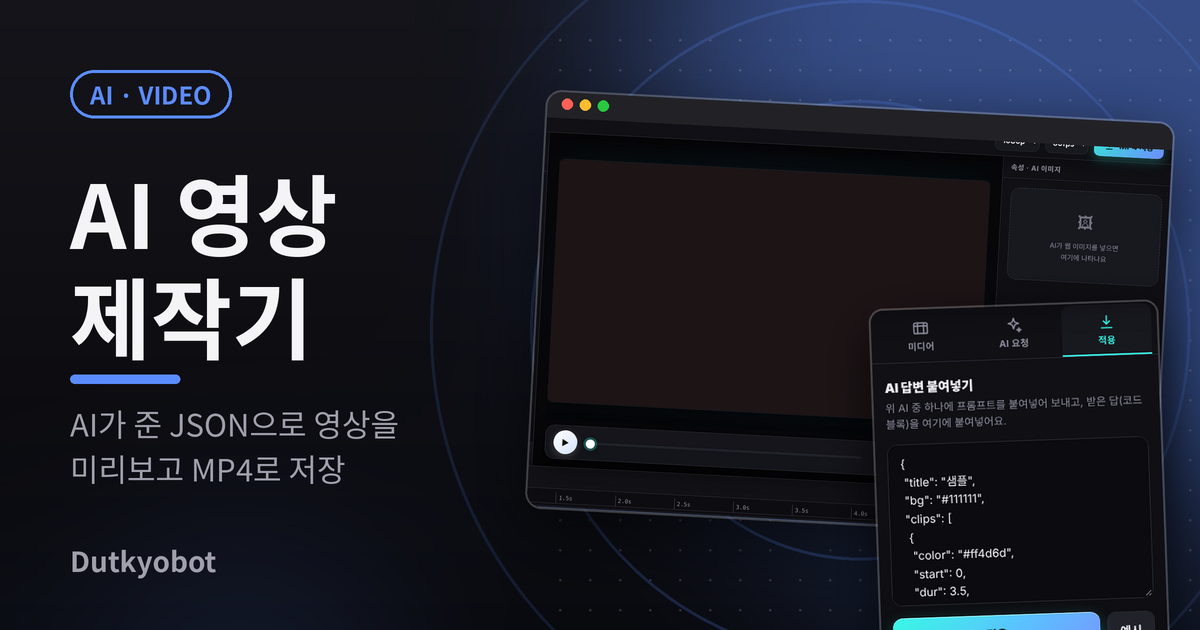 AI · VIDEO
AI 영상
제작기
AI가 준 JSON으로 영상을
미리보고 MP4로 저장
Dutkyobot
속성 · AI 이미지
AI가 웹 이미지를 넣으면
여기에 나타나요
1.5s
2.0s
2.5s
3.0s
3.5s
4.0s
미디어
AI 요청
적용
AI 답변 붙여넣기
위 AI 중 하나에 프롬프트를 붙여넣어 보내고, 받은 답(코드
블록)을 여기에 붙여넣어요.
{
"title": "샘플",
"bg": "#111111",
"clips": [
{
"color": "#ff4d6d",
"start": 0,
"dur": 3.5,